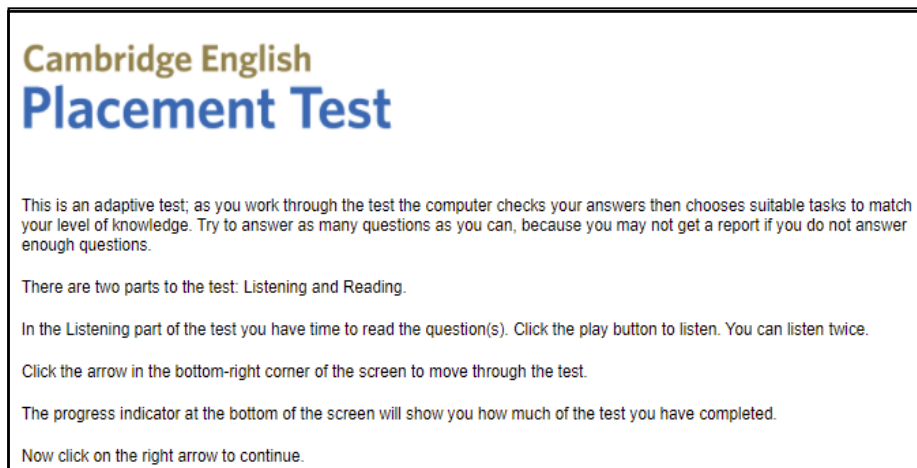 Cambridge English
Placement Test
This is an adaptive test; as you work through the test the computer checks your answers then chooses suitable tasks to match
your level of knowledge. Try to answer as many questions as you can, because you may not get a report if you do not answer
enough questions.
There are two parts to the test: Listening and Reading.
In the Listening part of the test you have time to read the question(s). Click the play button to listen. You can listen twice.
Click the arrow in the bottom-right corner of the screen to move through the test.
The progress indicator at the bottom of the screen will show you how much of the test you have completed.
Now click on the right arrow to continue.